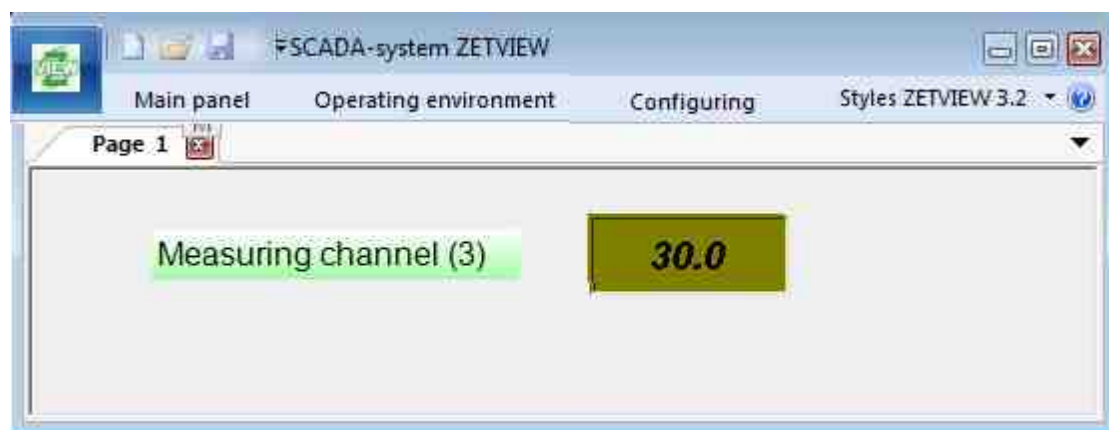 SCADA-system ZETVIEW
VIEW
Main panel Operating environment Configuring Styles ZETVIEW 3.2
Page 1
Measuring channel (3) 30.0